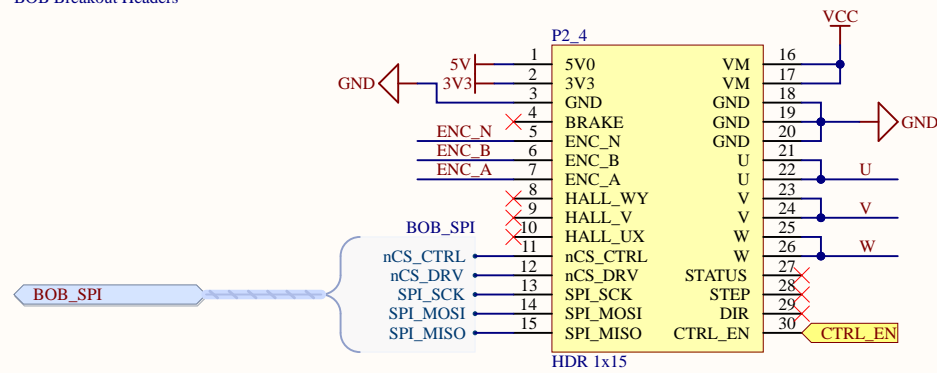 BOB Breakout Headers
VCC
P2_4
5V 1 5V0 VM 16
GND 3V3 2 3V3 VM 17
3 GND GND 18
4 BRAKE GND 19 GND
ENC_N 5 ENC_N GND 20
ENC_B 6 ENC_B U 21
ENC_A 7 ENC_A U 22 U
8 HALL_WY V 23
9 HALL_V V 24 V
BOB_SPI 10 HALL_UX W 25
nCS_CTRL 11 nCS_CTRL W 26 W
nCS_DRV 12 nCS_DRV STATUS 27
BOB_SPI SPI_SCK 13 SPI_SCK STEP 28
SPI_MOSI 14 SPI_MOSI DIR 29
SPI_MISO 15 SPI_MISO CTRL_EN 30 CTRL_EN
HDR 1x15